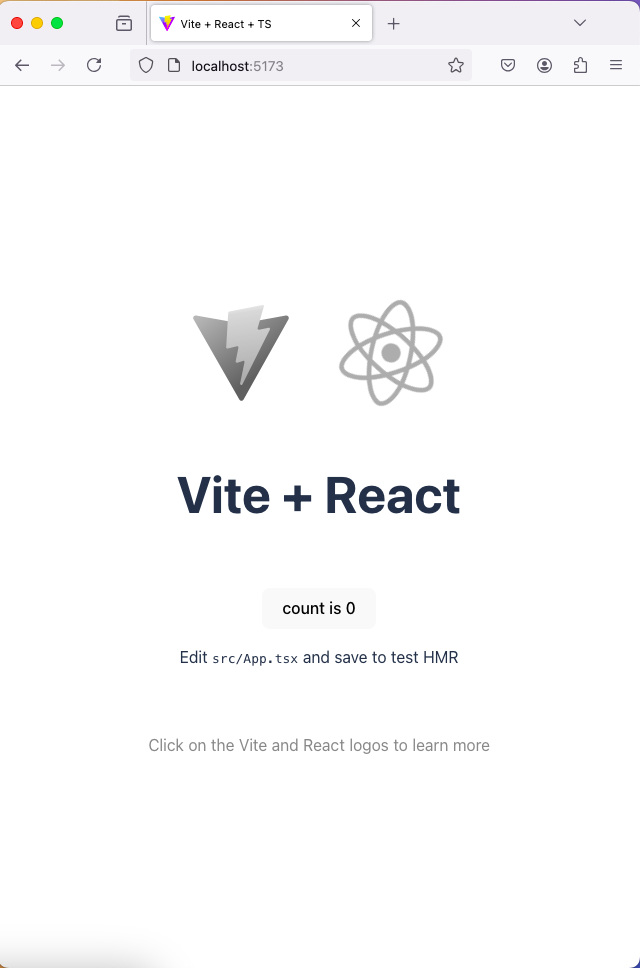 Vite + React + TS
localhost:5173
Vite + React
count is 0
Edit src/App.tsx and save to test HMR
Click on the Vite and React logos to learn more